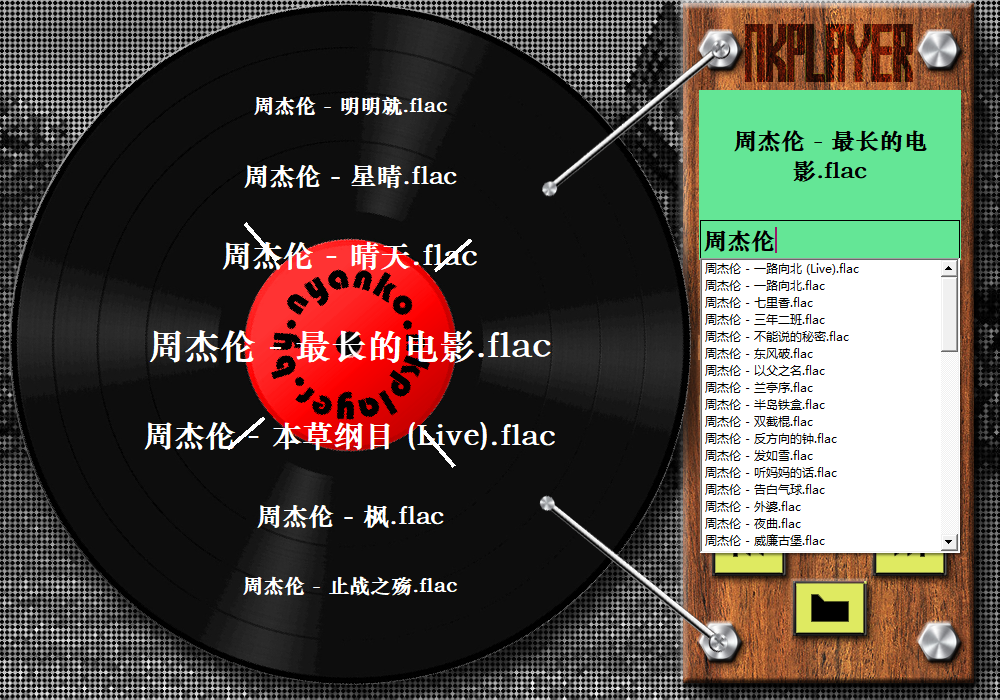 周杰伦 - 明明就.flac
周杰伦 - 星晴.flac
周杰伦 - 晴天.flac
周杰伦 - 最长的电影.flac
周杰伦 - 本草纲目 (Live).flac
周杰伦 - 枫.flac
周杰伦 - 止战之殇.flac
by.nyanko.nkplayer.
NKPLAYER
周杰伦 - 最长的电
影.flac
周杰伦
周杰伦 - 一路向北 (Live).flac
周杰伦 - 一路向北.flac
周杰伦 - 七里香.flac
周杰伦 - 三年二班.flac
周杰伦 - 不能说的秘密.flac
周杰伦 - 东风破.flac
周杰伦 - 以父之名.flac
周杰伦 - 兰亭序.flac
周杰伦 - 半岛铁盒.flac
周杰伦 - 双截棍.flac
周杰伦 - 反方向的钟.flac
周杰伦 - 发如雪.flac
周杰伦 - 听妈妈的话.flac
周杰伦 - 告白气球.flac
周杰伦 - 外婆.flac
周杰伦 - 夜曲.flac
周杰伦 - 威廉古堡.flac